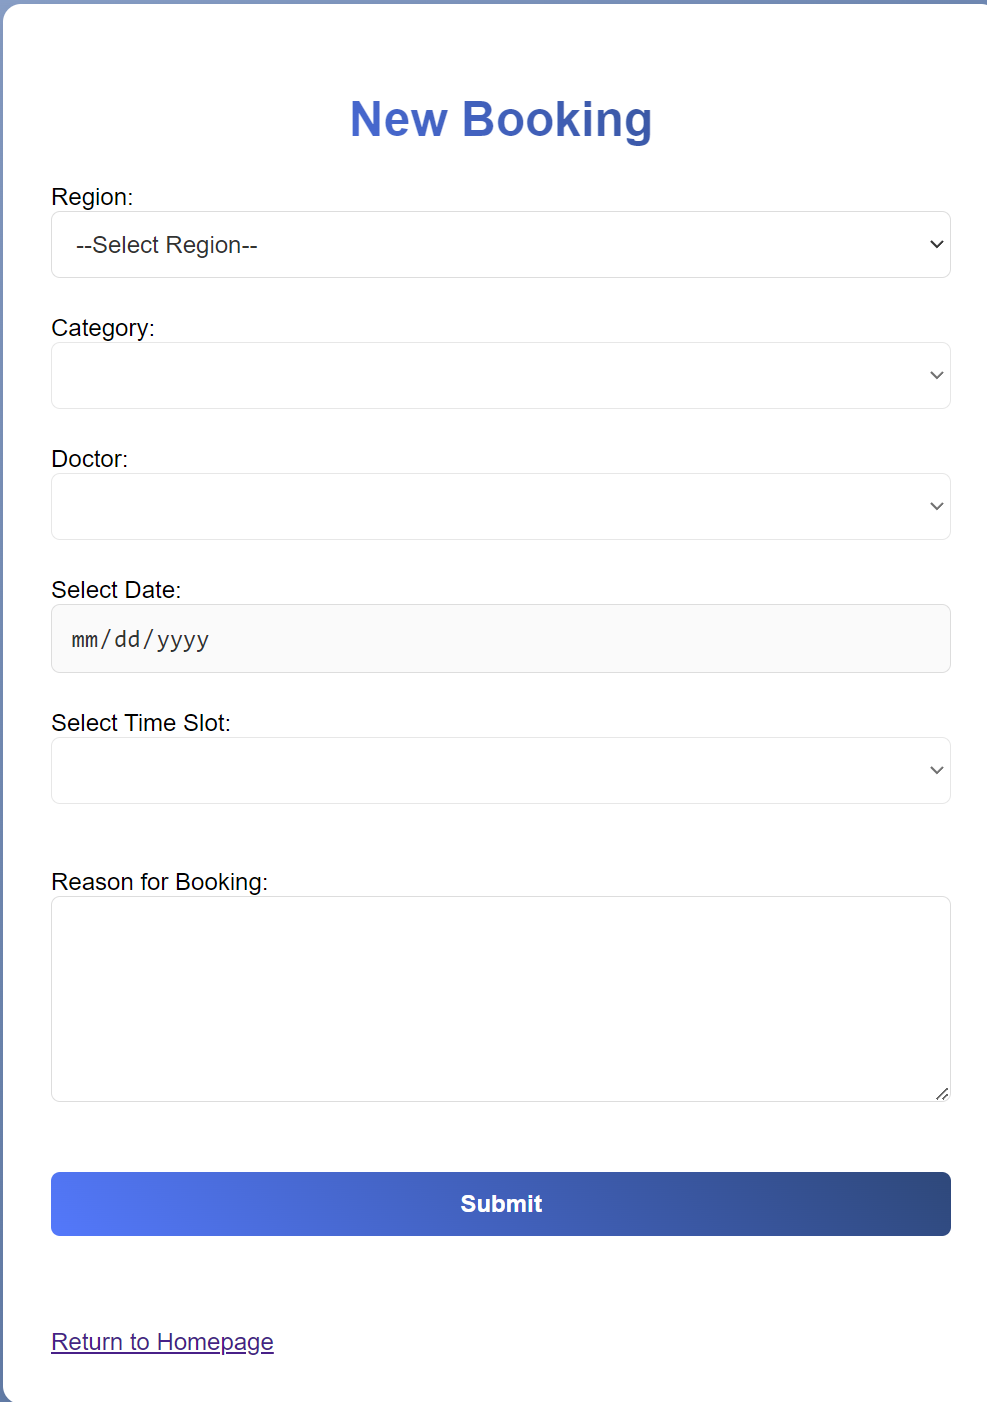 New Booking
Region:
--Select Region--
Category:
Doctor:
Select Date:
mm/dd/yyyy
Select Time Slot:
Reason for Booking:
Submit
Return to Homepage